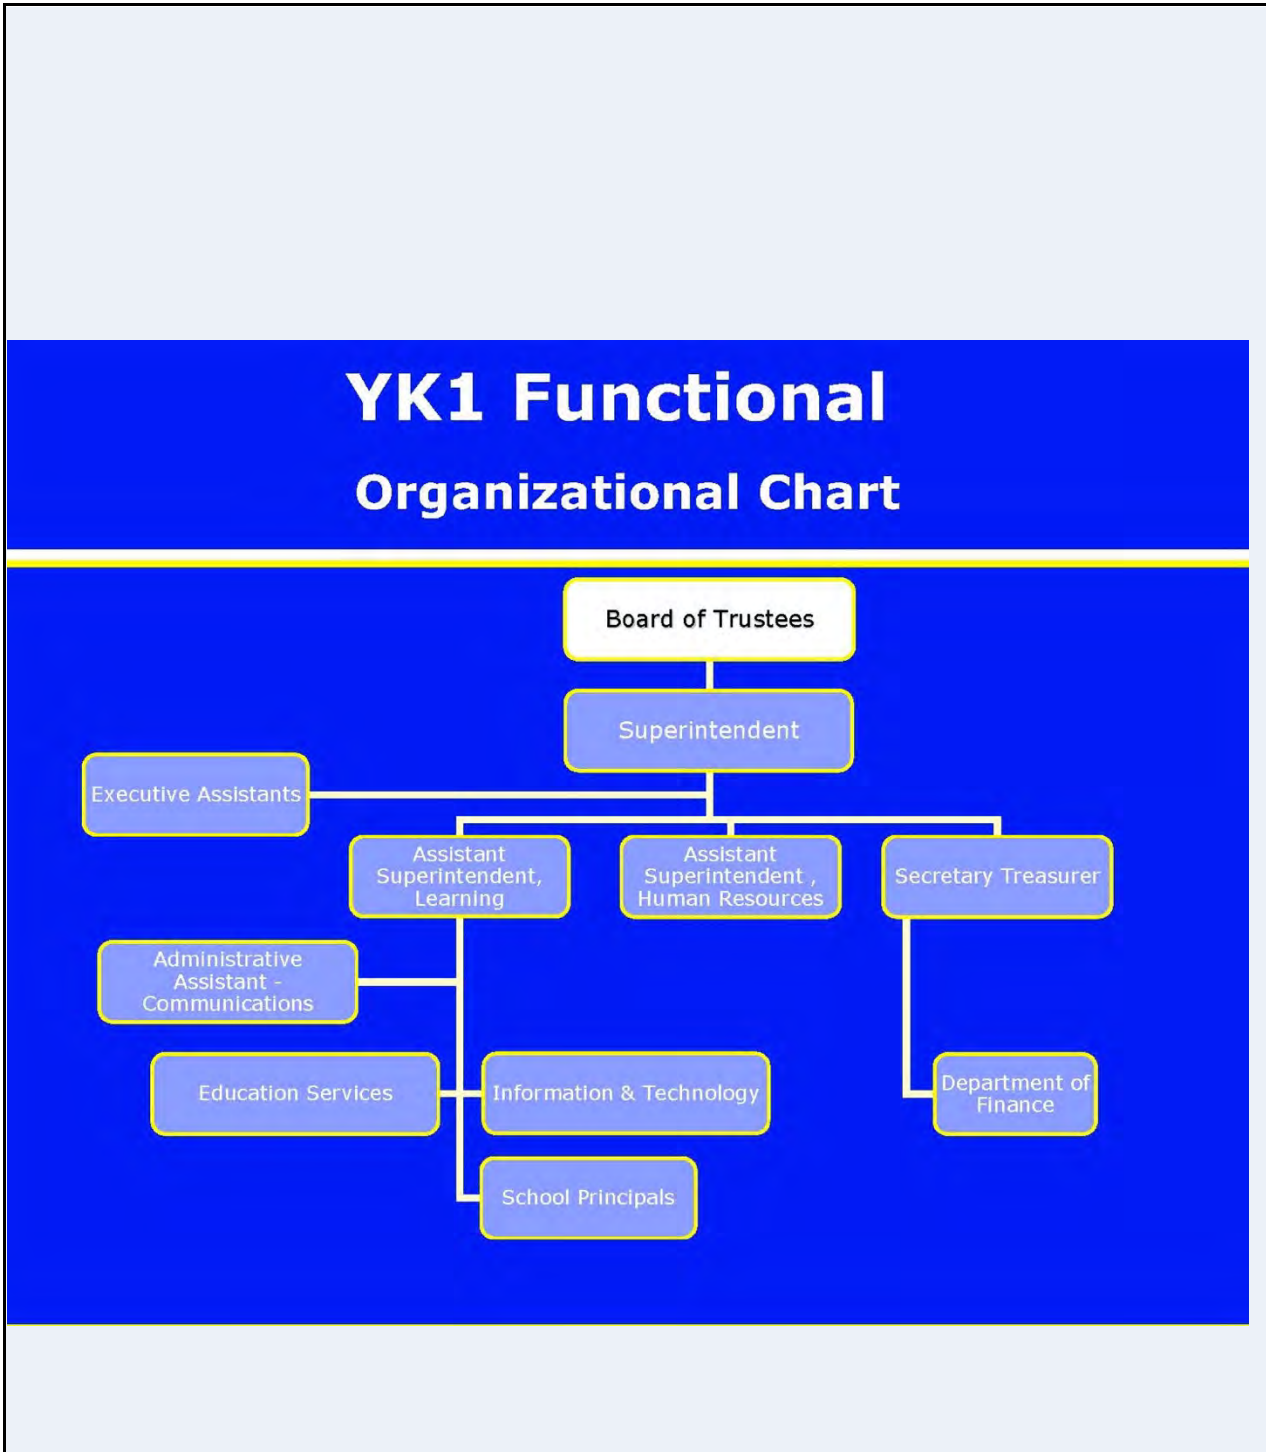 YK1 Functional
Organizational Chart
Board of Trustees
Superintendent
Executive Assistants
Assistant
Superintendent,
Learning
Assistant
Superintendent ,
Human Resources
Secretary Treasurer
Administrative
Assistant -
Communications
Education Services
Information & Technology
Department of
Finance
School Principals